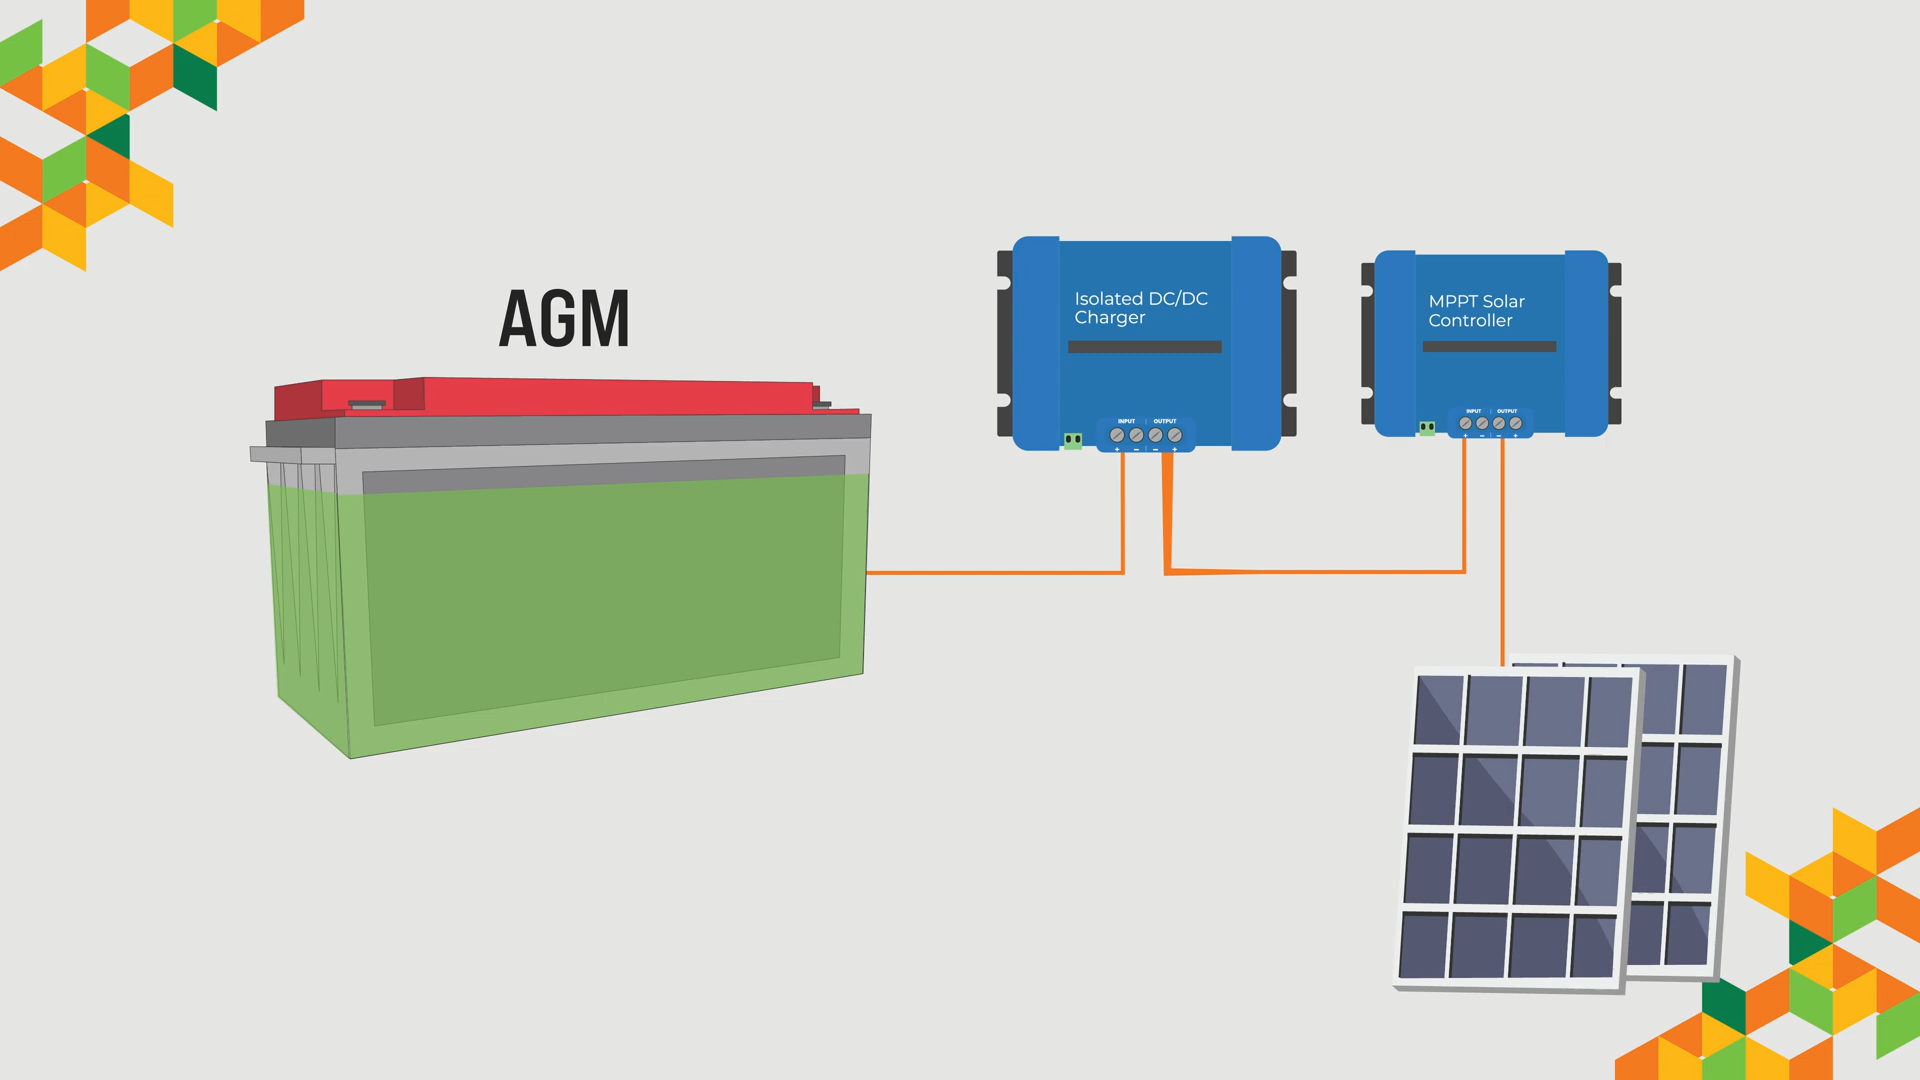 AGM
Isolated DC/DC
Charger
INPUT | OUTPUT
+ − − +
MPPT Solar
Controller
INPUT | OUTPUT
+ − − +